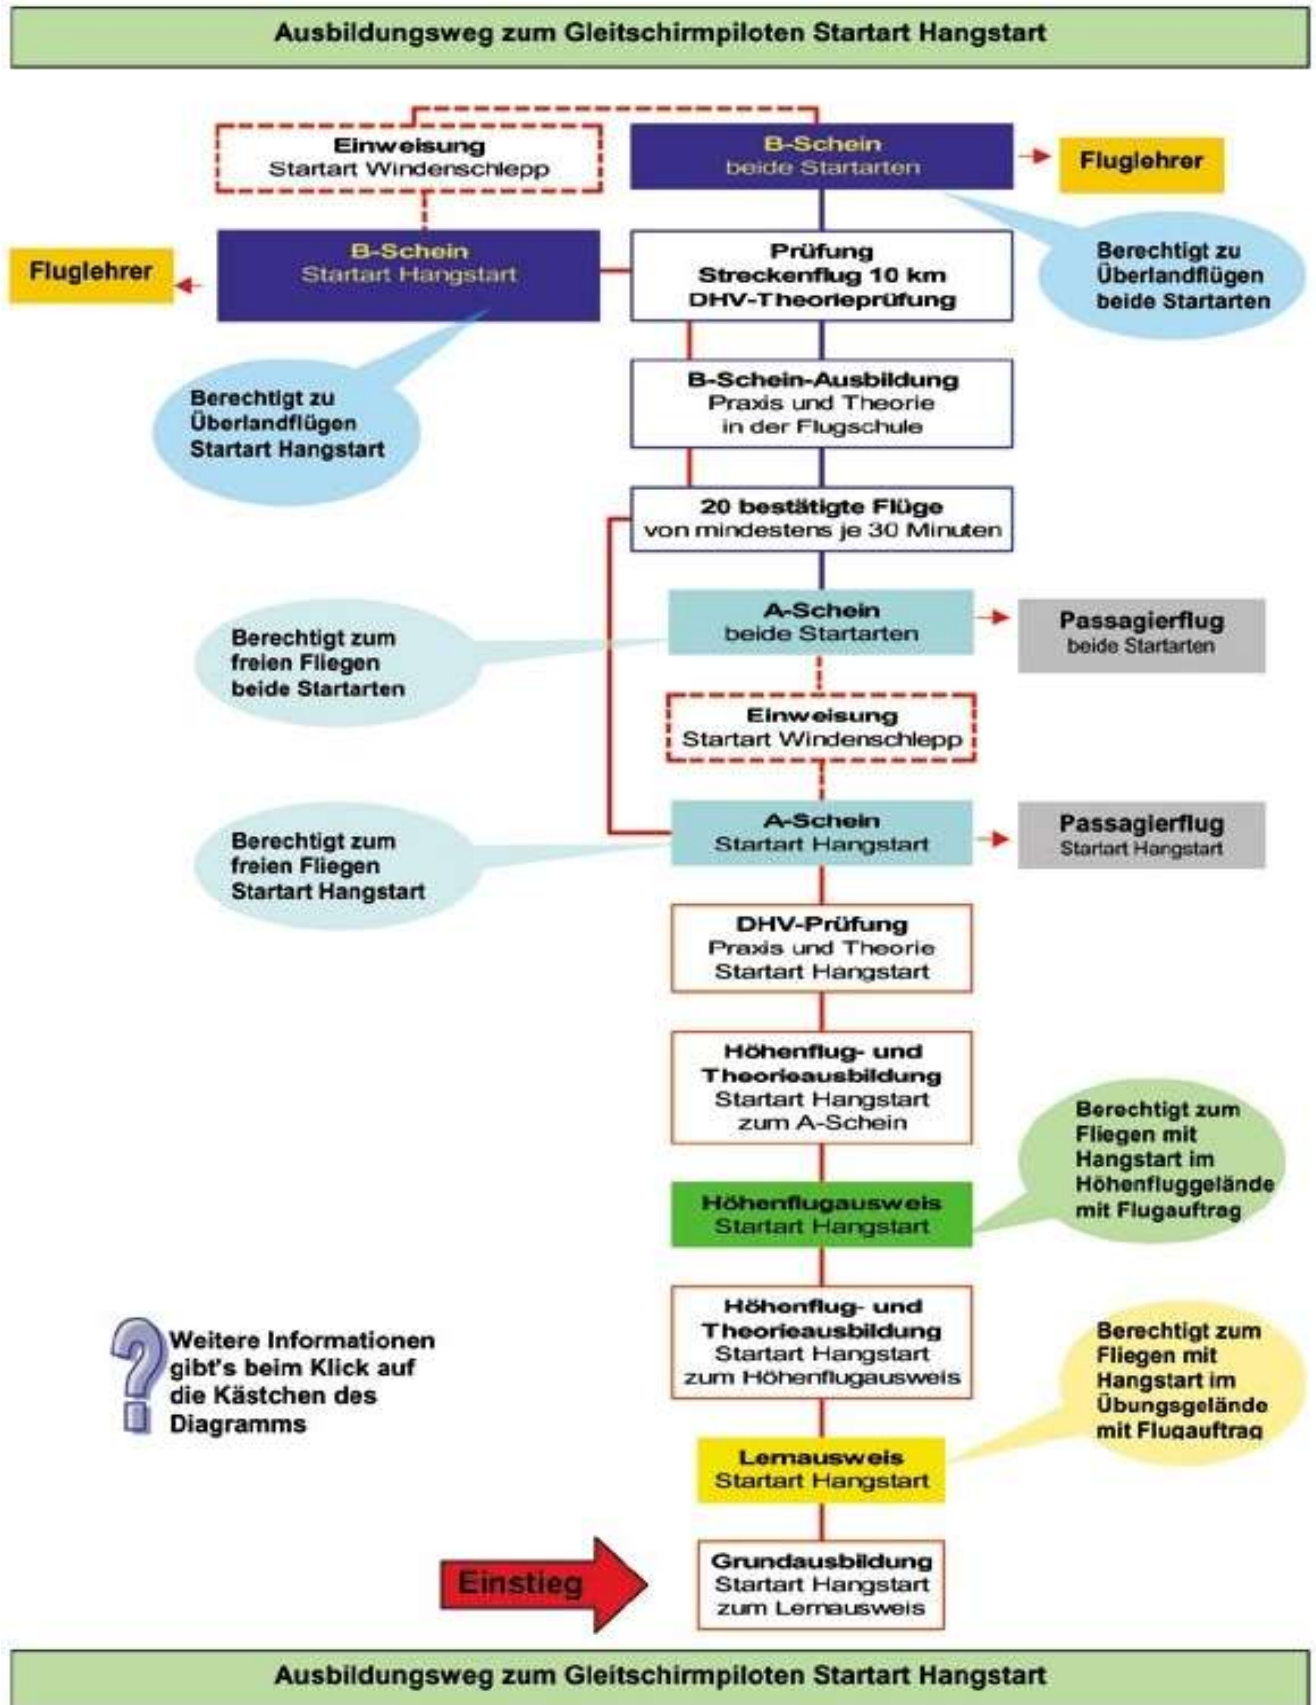 Ausbildungsweg zum Gleitschirmpiloten Startart Hangstart
Einweisung
Startart Windenschlepp
B-Schein
beide Startarten
Fluglehrer
Fluglehrer
B-Schein
Startart Hangstart
Prüfung
Streckenflug 10 km
DHV-Theorieprüfung
Berechtigt zu
Überlandflügen
beide Startarten
Berechtigt zu
Überlandflügen
Startart Hangstart
B-Schein-Ausbildung
Praxis und Theorie
in der Flugschule
20 bestätigte Flüge
von mindestens je 30 Minuten
Berechtigt zum
freien Fliegen
beide Startarten
A-Schein
beide Startarten
Passagierflug
beide Startarten
Einweisung
Startart Windenschlepp
Berechtigt zum
freien Fliegen
Startart Hangstart
A-Schein
Startart Hangstart
Passagierflug
Startart Hangstart
DHV-Prüfung
Praxis und Theorie
Startart Hangstart
Höhenflug- und
Theorieausbildung
Startart Hangstart
zum A-Schein
Berechtigt zum
Fliegen mit
Hangstart im
Höhenfluggelände
mit Flugauftrag
Höhenflugausweis
Startart Hangstart
Höhenflug- und
Theorieausbildung
Startart Hangstart
zum Höhenflugausweis
Berechtigt zum
Fliegen mit
Hangstart im
Übungsgelände
mit Flugauftrag
?
Weitere Informationen
gibt's beim Klick auf
die Kästchen des
Diagramms
Lernausweis
Startart Hangstart
Einstieg
Grundausbildung
Startart Hangstart
zum Lernausweis
Ausbildungsweg zum Gleitschirmpiloten Startart Hangstart